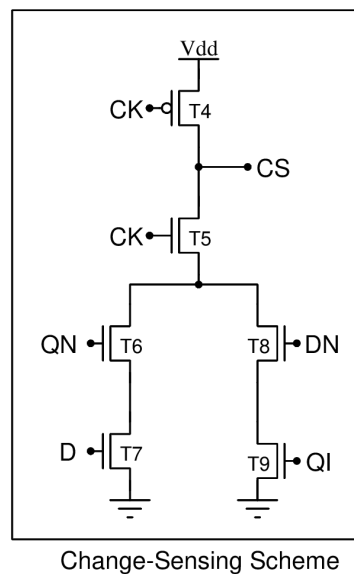 Vdd
CK T4
CS
CK T5
QN T6 T8 DN
D T7 T9 QI
Change-Sensing Scheme